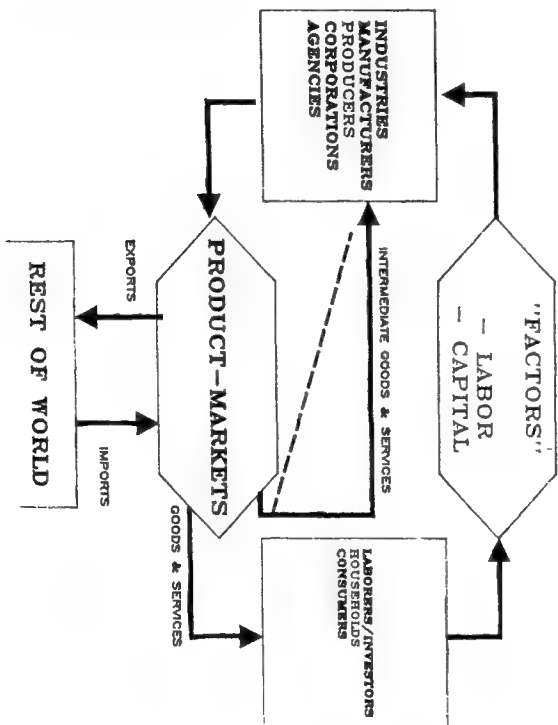 "FACTORS"
— LABOR
— CAPITAL
INDUSTRIES
MANUFACTURERS
PRODUCERS
CORPORATIONS
AGENCIES
INTERMEDIATE GOODS & SERVICES
LABORERS/INVESTORS
HOUSEHOLDS
CONSUMERS
PRODUCT—MARKETS
GOODS & SERVICES
EXPORTS
IMPORTS
REST OF WORLD